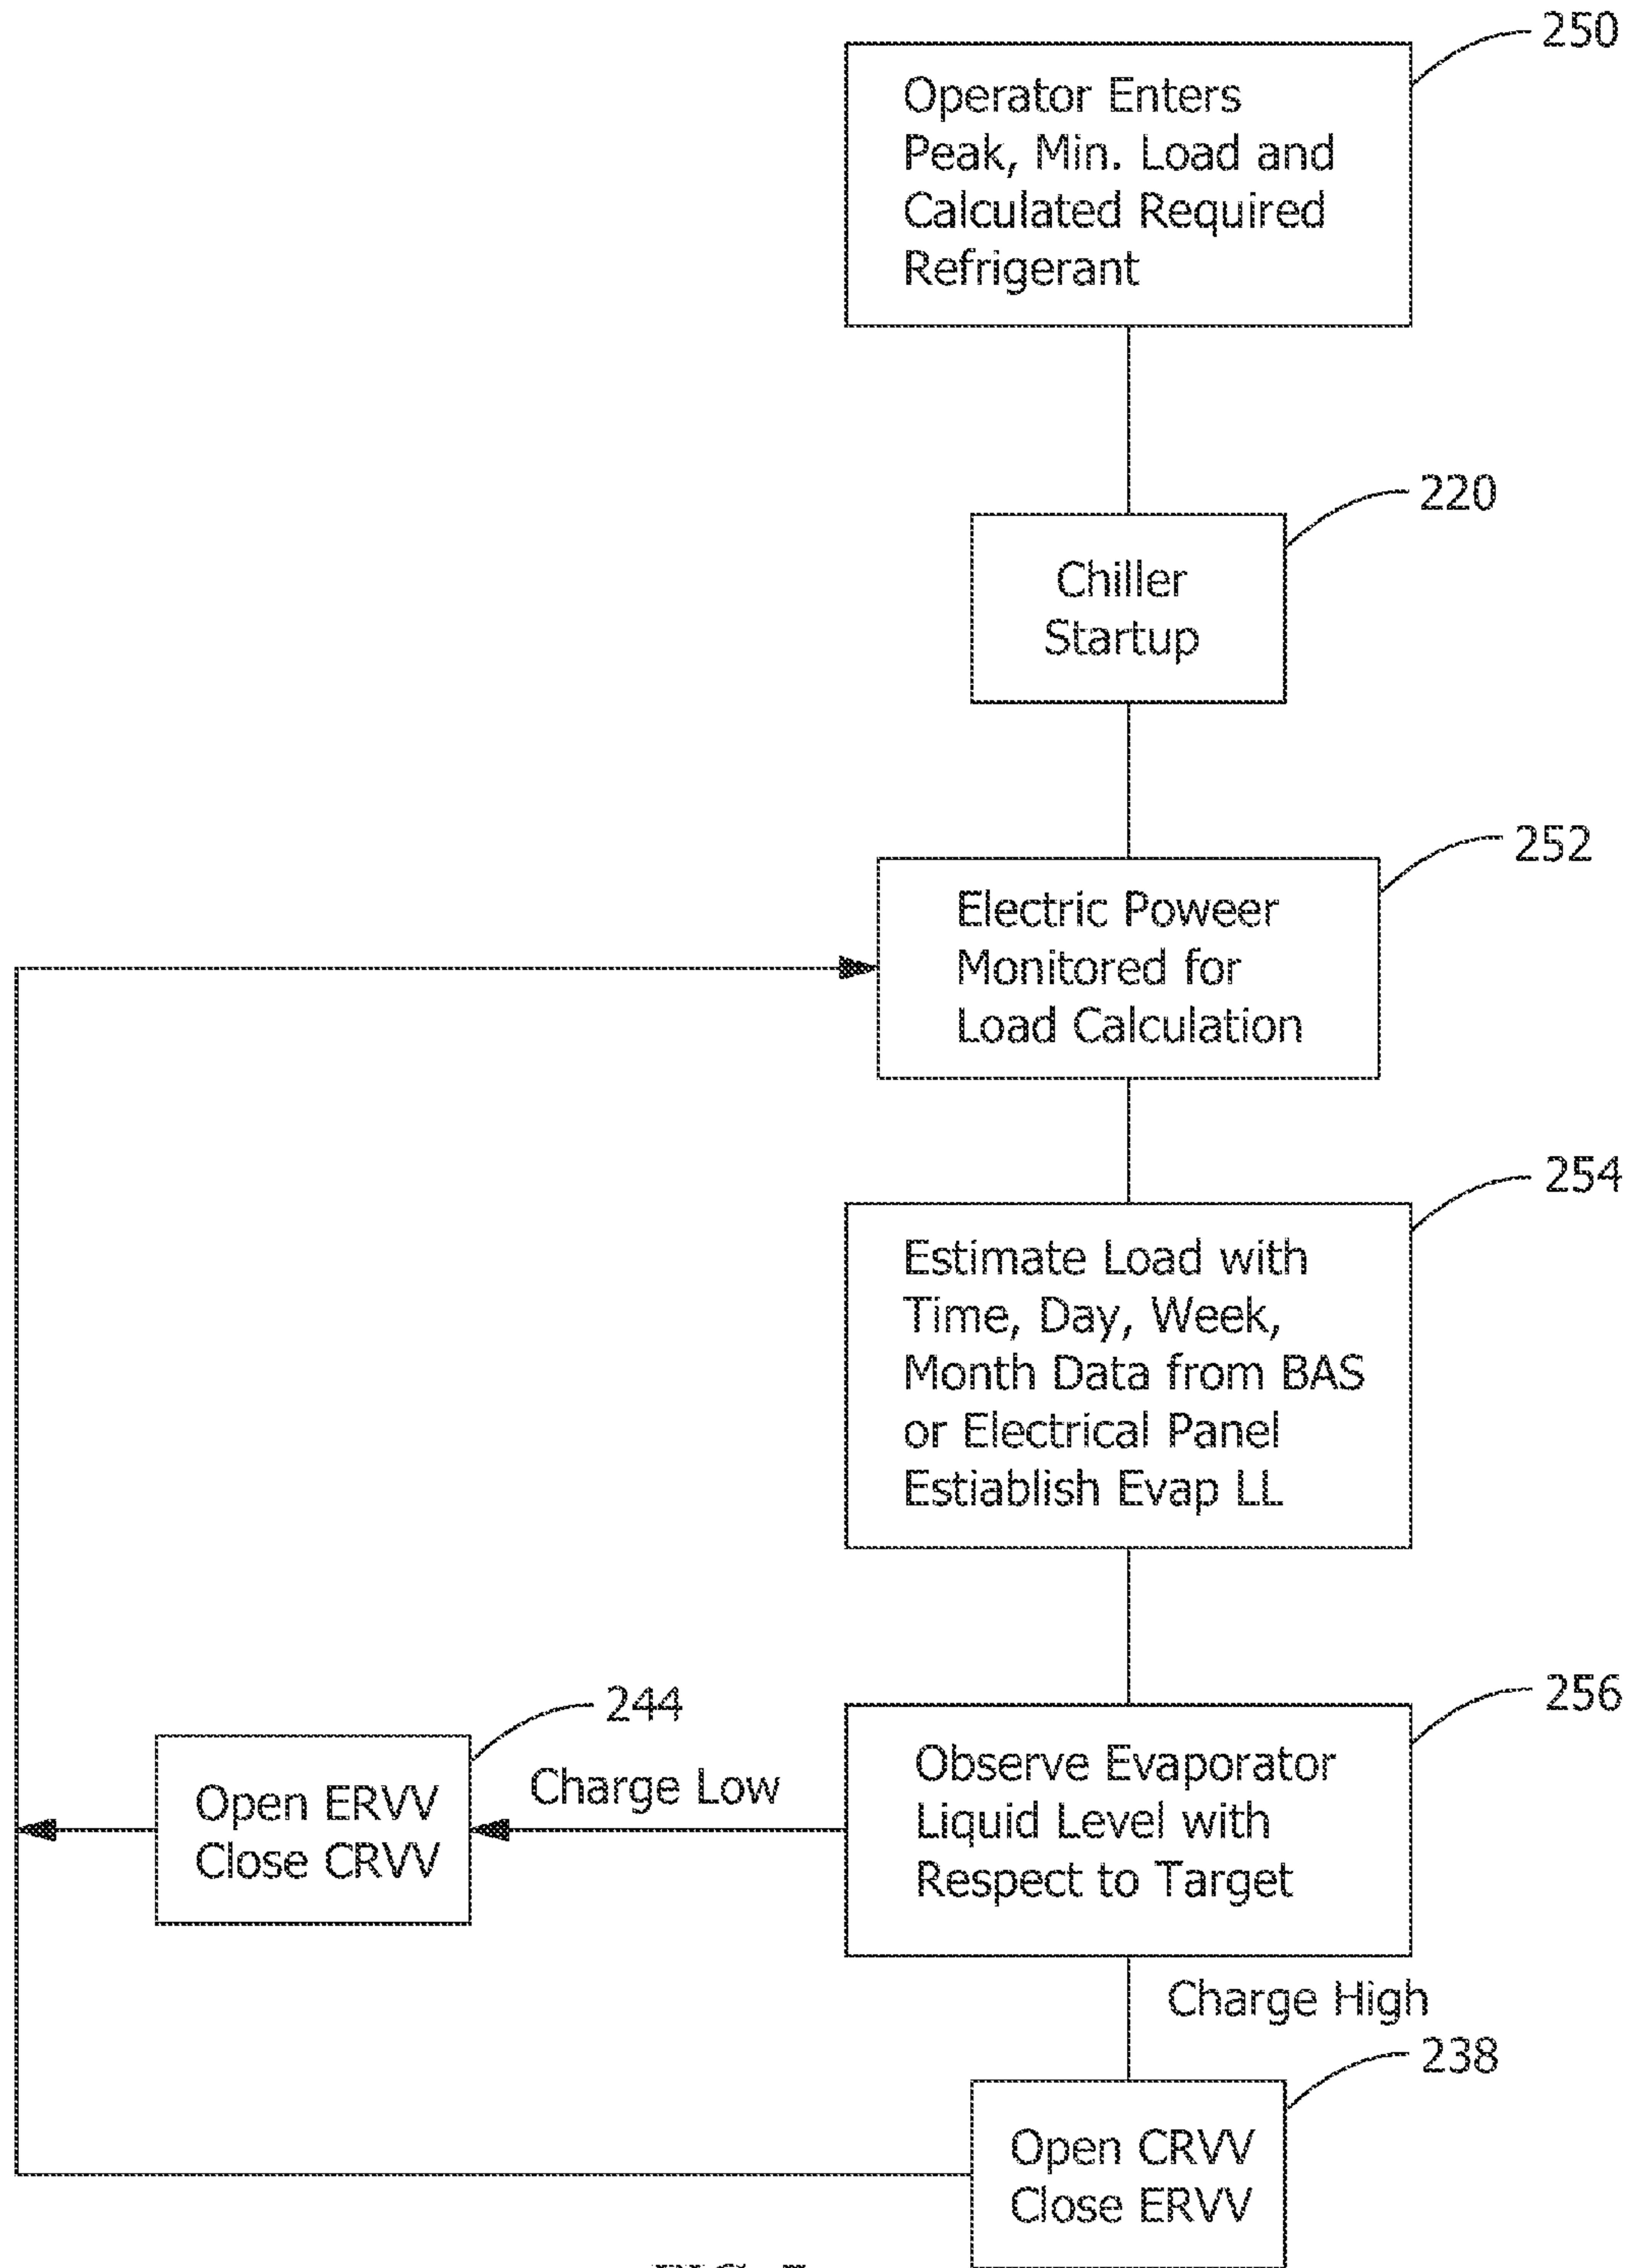 250
Operator Enters
Peak, Min. Load and
Calculated Required
Refrigerant
220
Chiller
Startup
252
Electric Poweer
Monitored for
Load Calculation
254
Estimate Load with
Time, Day, Week,
Month Data from BAS
or Electrical Panel
Estiablish Evap LL
256
Observe Evaporator
Liquid Level with
Respect to Target
244
Charge Low
Open ERVV
Close CRVV
Charge High
238
Open CRVV
Close ERVV